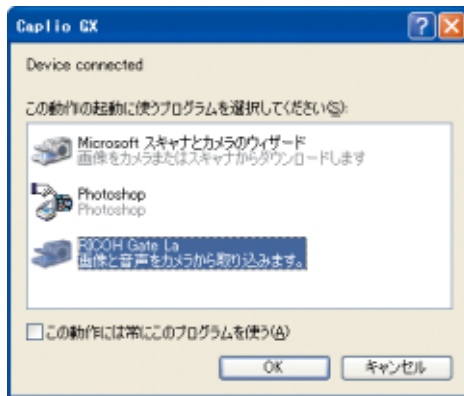 Caplio GX
Device connected
この動作の起動に使うプログラムを選択してください(S):
Microsoft スキャナとカメラのウィザード
画像をカメラまたはスキャナからダウンロードします
Photoshop
Photoshop
RICOH Gate La
画像と音声をカメラから取り込みます。
この動作には常にこのプログラムを使う(A)
OK
キャンセル